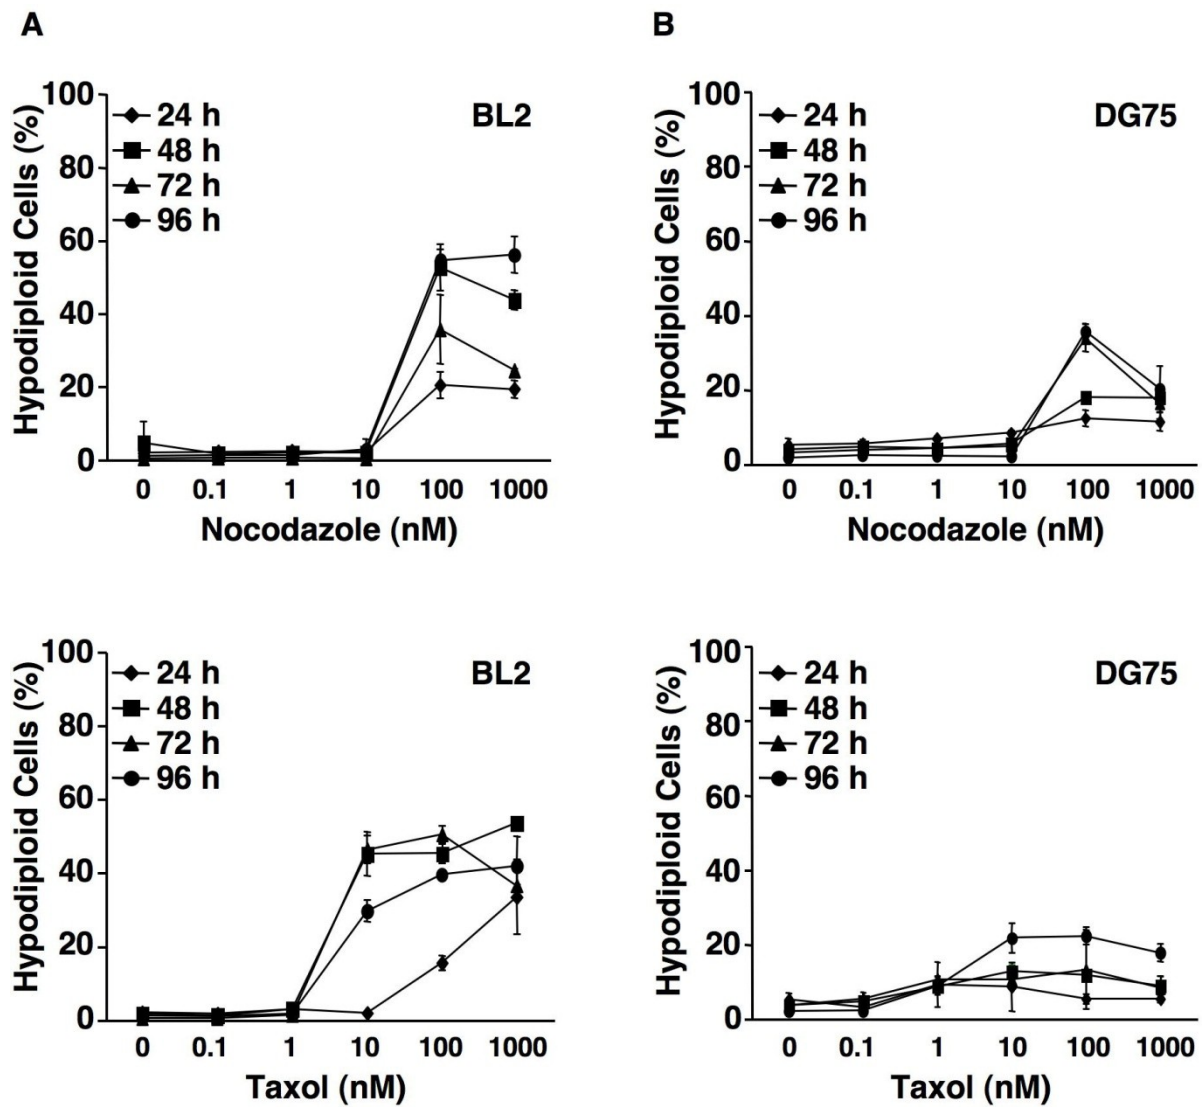 A
B
Hypodiploid Cells (%)
100
80
60
40
20
0
24 h
48 h
72 h
96 h
BL2
0 0.1 1 10 100 1000
Nocodazole (nM)
Hypodiploid Cells (%)
100
80
60
40
20
0
24 h
48 h
72 h
96 h
DG75
0 0.1 1 10 100 1000
Nocodazole (nM)
Hypodiploid Cells (%)
100
80
60
40
20
0
24 h
48 h
72 h
96 h
BL2
0 0.1 1 10 100 1000
Taxol (nM)
Hypodiploid Cells (%)
100
80
60
40
20
0
24 h
48 h
72 h
96 h
DG75
0 0.1 1 10 100 1000
Taxol (nM)